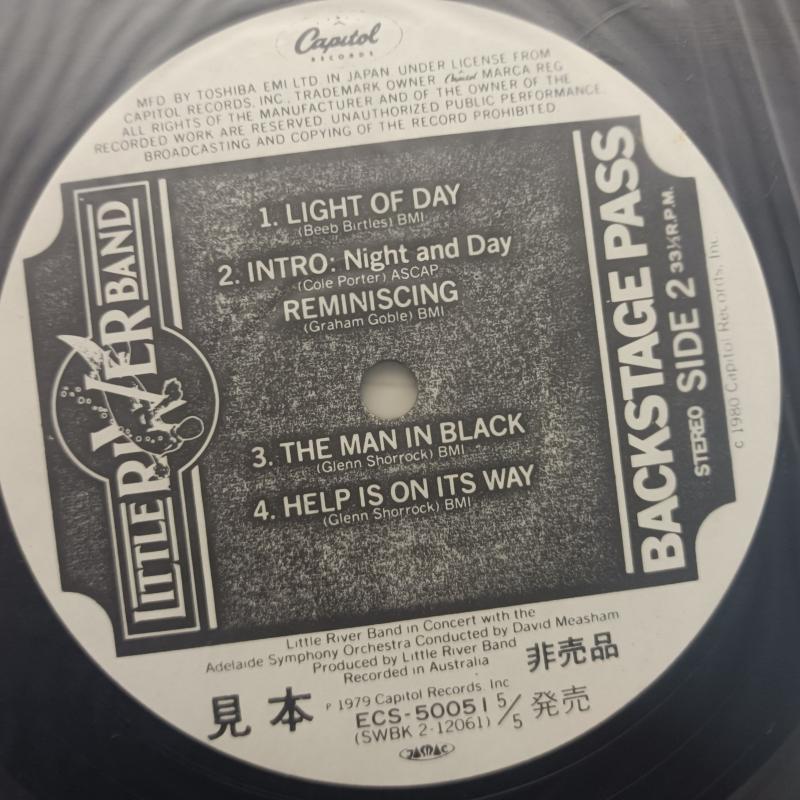 Capitol
RECORDS
MFD BY TOSHIBA EMI LTD. IN JAPAN UNDER LICENSE FROM
CAPITOL RECORDS, INC., TRADEMARK OWNER Capitol MARCA REG
ALL RIGHTS OF THE MANUFACTURER AND OF THE OWNER OF THE
RECORDED WORK ARE RESERVED. UNAUTHORIZED PUBLIC PERFORMANCE,
BROADCASTING AND COPYING OF THE RECORD PROHIBITED
LITTLE RIVER BAND
1. LIGHT OF DAY
(Beeb Birtles) BMI
2. INTRO: Night and Day
(Cole Porter) ASCAP
REMINISCING
(Graham Goble) BMI
3. THE MAN IN BLACK
(Glenn Shorrock) BMI
4. HELP IS ON ITS WAY
(Glenn Shorrock) BMI
BACKSTAGE PASS
STEREO SIDE 2 33⅓ R.P.M.
c 1980 Capitol Records, Inc.
Little River Band in Concert with the
Adelaide Symphony Orchestra Conducted by David Measham
Produced by Little River Band
Recorded in Australia
非売品
見本
P 1979 Capitol Records. Inc
ECS-50051 5/5 発売
(SWBK 2-12061)
JASRAC